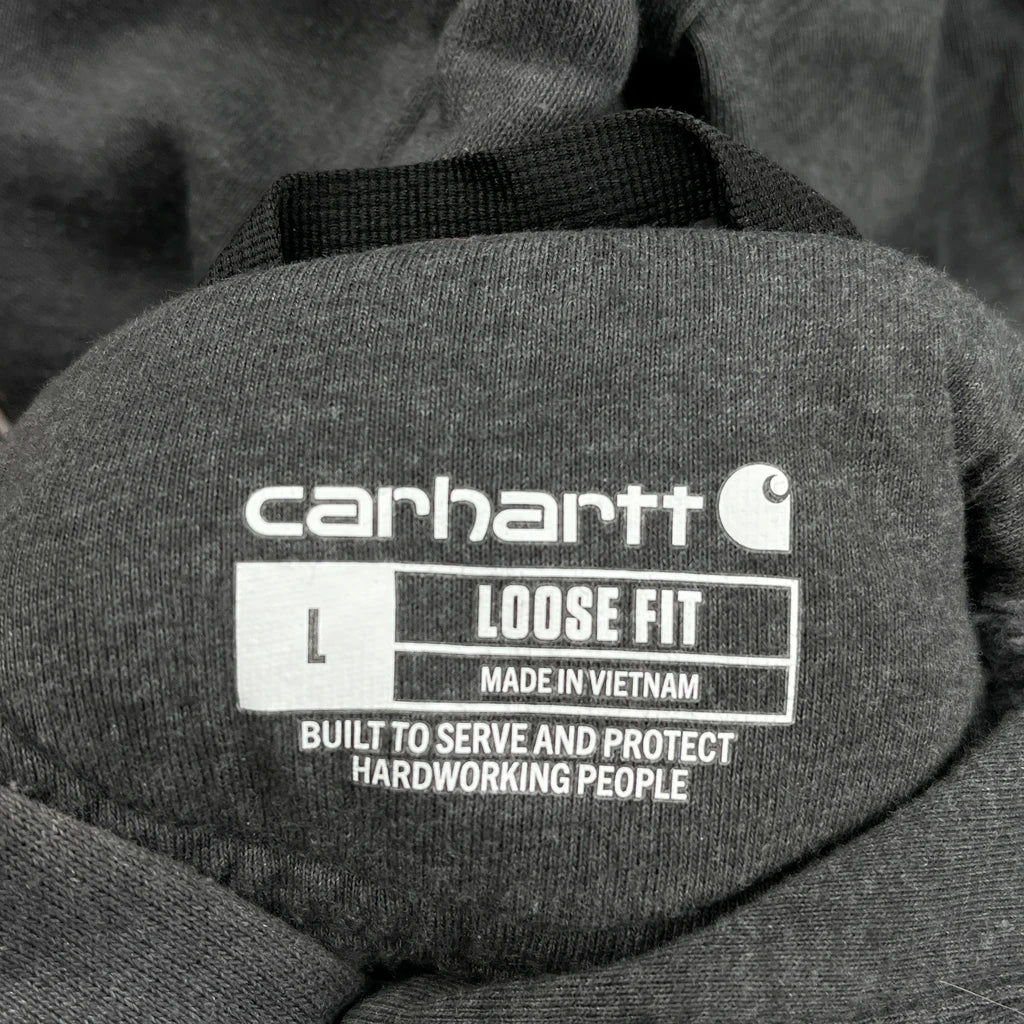 carhartt
L
LOOSE FIT
MADE IN VIETNAM
BUILT TO SERVE AND PROTECT
HARDWORKING PEOPLE